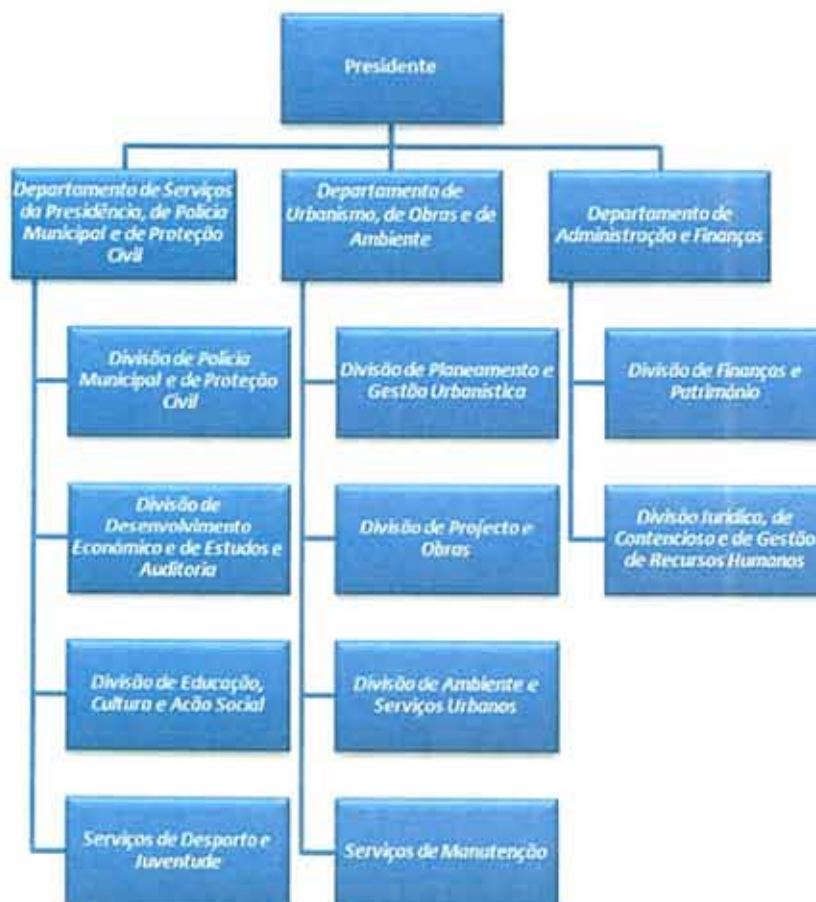 Presidente
Departamento de Serviços
da Presidência, de Polícia
Municipal e de Proteção
Civil
Departamento de
Urbanismo, de Obras e de
Ambiente
Departamento de
Administração e Finanças
Divisão de Polícia
Municipal e de Proteção
Civil
Divisão de Planeamento e
Gestão Urbanística
Divisão de Finanças e
Património
Divisão de
Desenvolvimento
Económico e de Estudos e
Auditoria
Divisão de Projecto e
Obras
Divisão Jurídica, de
Contencioso e de Gestão
de Recursos Humanos
Divisão de Educação,
Cultura e Acão Social
Divisão de Ambiente e
Serviços Urbanos
Serviços de Desporto e
Juventude
Serviços de Manutenção